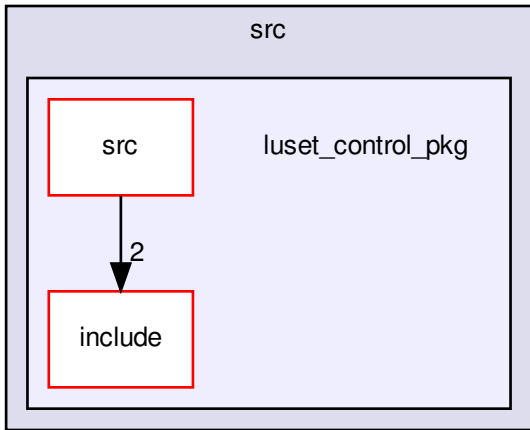 src
src
luset_control_pkg
2
include